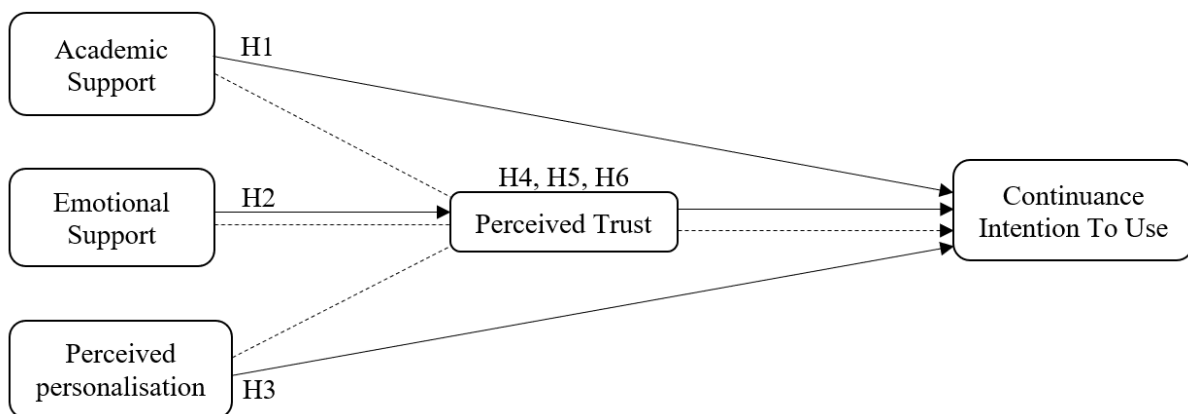 Academic
Support
H1
H4, H5, H6
Emotional
Support
H2
Perceived Trust
Continuance
Intention To Use
Perceived
personalisation
H3